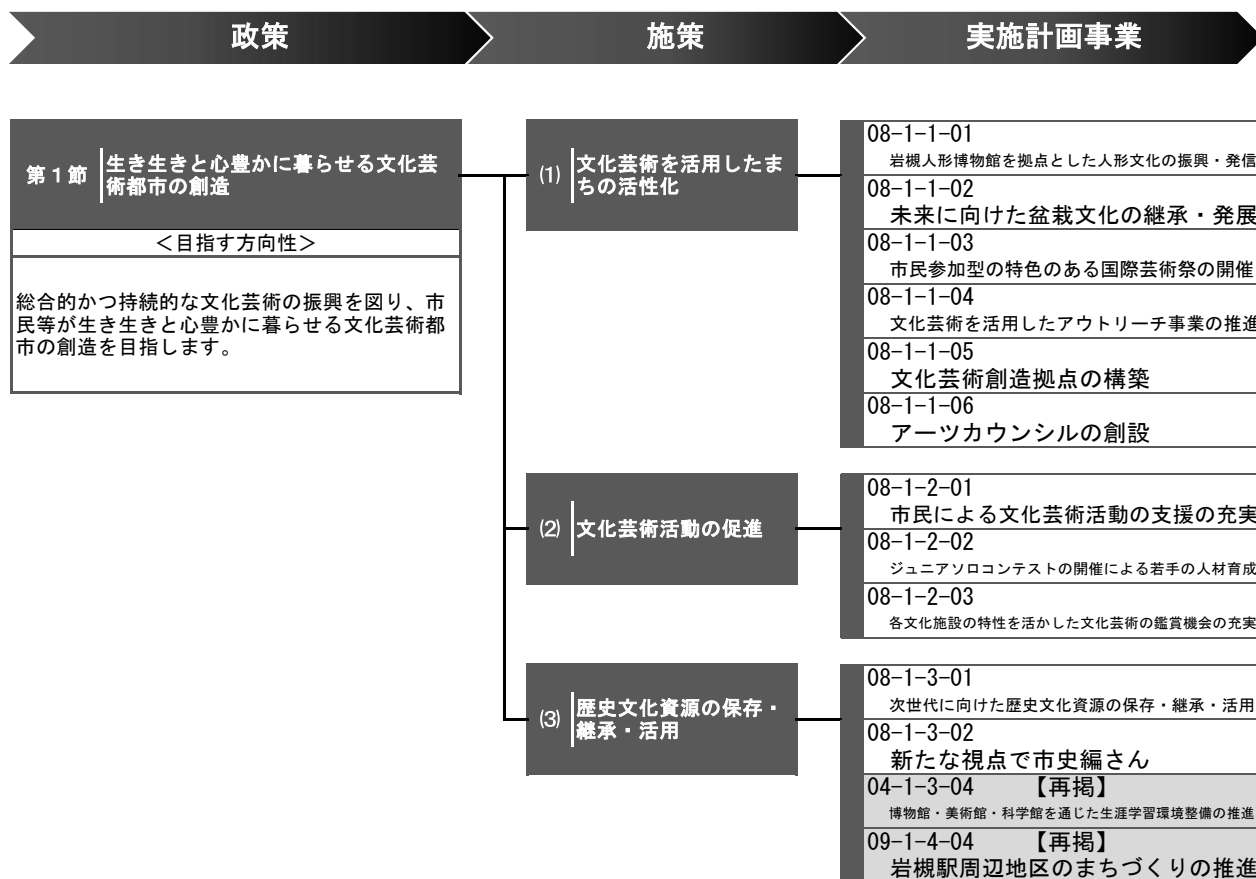 政策
施策
実施計画事業
第１節
生き生きと心豊かに暮らせる文化芸
術都市の創造
＜目指す方向性＞
総合的かつ持続的な文化芸術の振興を図り、市
民等が生き生きと心豊かに暮らせる文化芸術都
市の創造を目指します。
⑴
文化芸術を活用したま
ちの活性化
08-1-1-01
岩槻人形博物館を拠点とした人形文化の振興・発信
08-1-1-02
未来に向けた盆栽文化の継承・発展
08-1-1-03
市民参加型の特色のある国際芸術祭の開催
08-1-1-04
文化芸術を活用したアウトリーチ事業の推進
08-1-1-05
文化芸術創造拠点の構築
08-1-1-06
アーツカウンシルの創設
⑵
文化芸術活動の促進
08-1-2-01
市民による文化芸術活動の支援の充実
08-1-2-02
ジュニアソロコンテストの開催による若手の人材育成
08-1-2-03
各文化施設の特性を活かした文化芸術の鑑賞機会の充実
⑶
歴史文化資源の保存・
継承・活用
08-1-3-01
次世代に向けた歴史文化資源の保存・継承・活用
08-1-3-02
新たな視点で市史編さん
04-1-3-04 【再掲】
博物館・美術館・科学館を通じた生涯学習環境整備の推進
09-1-4-04 【再掲】
岩槻駅周辺地区のまちづくりの推進